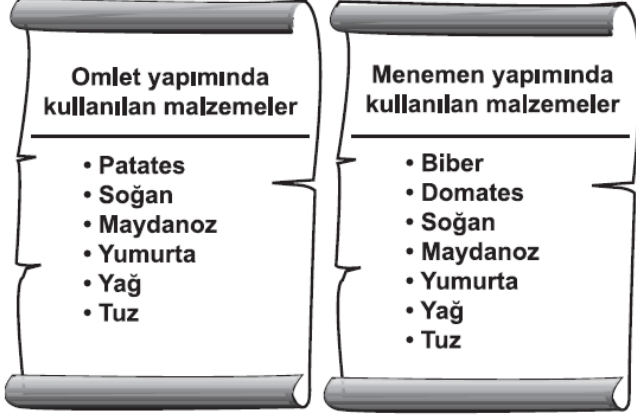 Omlet yapımında
kullanılan malzemeler
• Patates
• Soğan
• Maydanoz
• Yumurta
• Yağ
• Tuz
Menemen yapımında
kullanılan malzemeler
• Biber
• Domates
• Soğan
• Maydanoz
• Yumurta
• Yağ
• Tuz